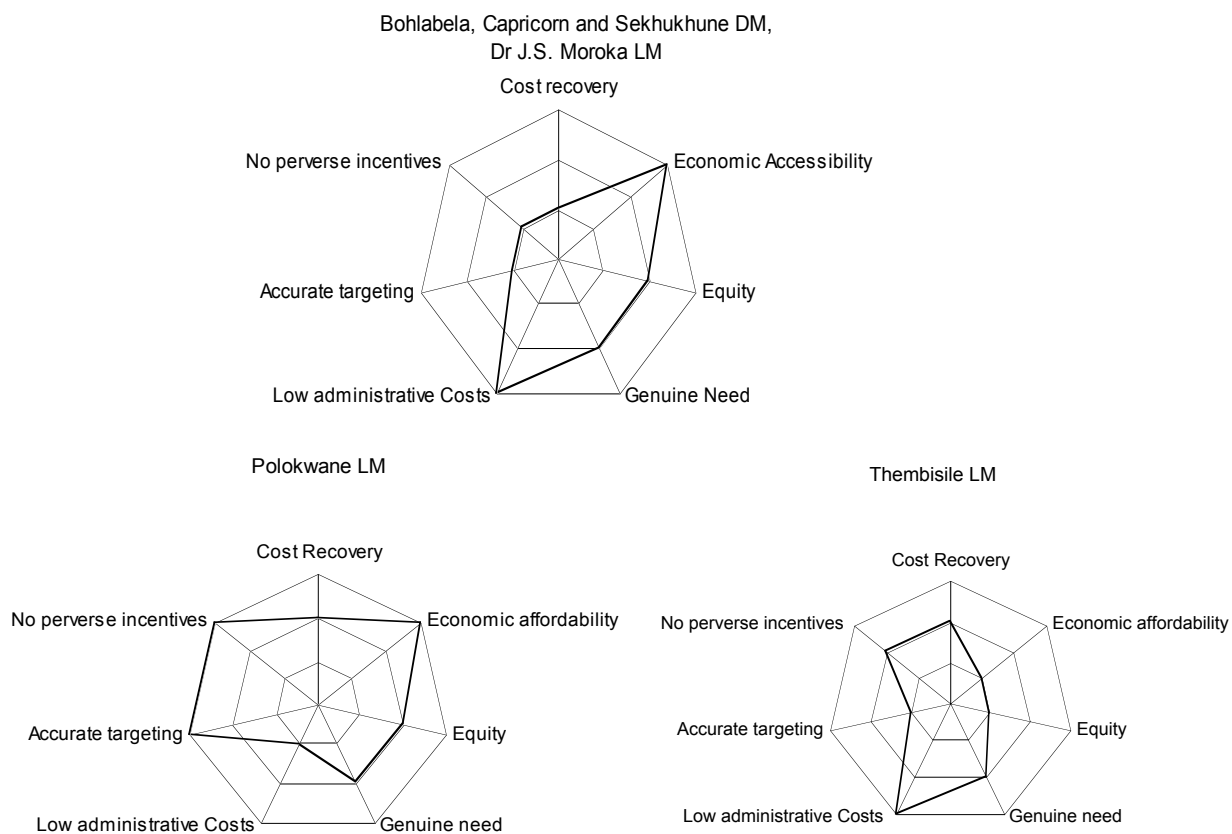 Bohlabela, Capricorn and Sekhukhune DM,
Dr J.S. Moroka LM
Cost recovery
No perverse incentives
Economic Accessibility
Accurate targeting
Equity
Low administrative Costs
Genuine Need
Polokwane LM
Cost Recovery
No perverse incentives
Economic affordability
Accurate targeting
Equity
Low administrative Costs
Genuine need
Thembisile LM
Cost Recovery
No perverse incentives
Economic affordability
Accurate targeting
Equity
Low administrative Costs
Genuine need